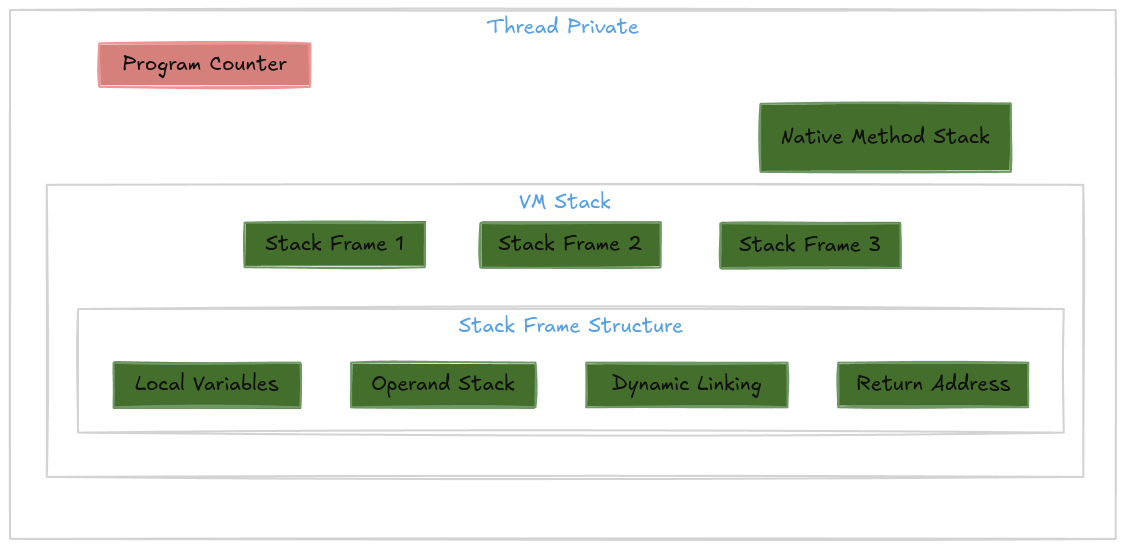 Thread Private
Program Counter
Native Method Stack
VM Stack
Stack Frame 1
Stack Frame 2
Stack Frame 3
Stack Frame Structure
Local Variables
Operand Stack
Dynamic Linking
Return Address